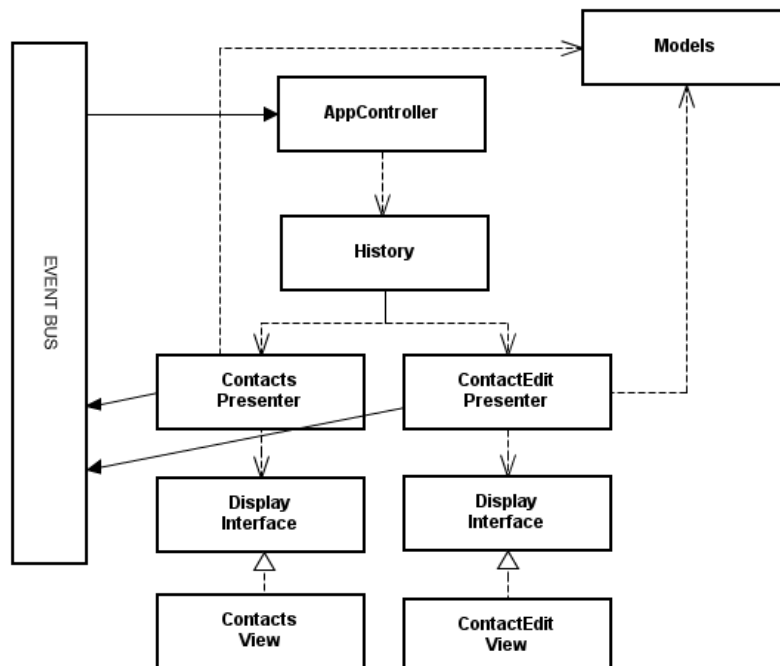 Models
AppController
History
EVENT BUS
Contacts
Presenter
ContactEdit
Presenter
Display
Interface
Display
Interface
Contacts
View
ContactEdit
View